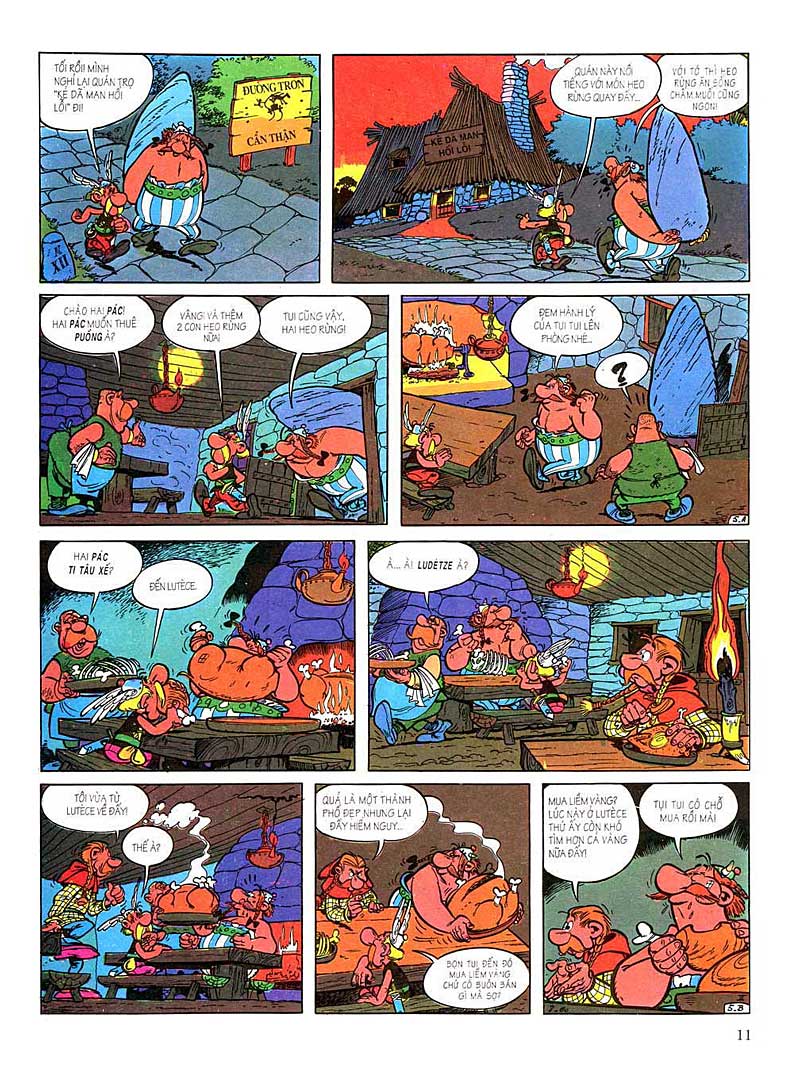 TỐI RỒI! MÌNH
NGHỈ LẠI QUÁN TRỌ
"KẺ DÃ MAN HỐI
LỖI" ĐI!
ĐƯỜNG TRƠN
CẨN THẬN
XII
QUÁN NÀY NỔI
TIẾNG VỚI MÓN HEO
RỪNG QUAY ĐẤY...
VỚI TỚ THÌ HEO
RỪNG ĂN SỐNG
CHẤM MUỐI CŨNG
NGON!
KẺ DÃ MAN
HỐI LỖI
CHÀO HAI PÁC!
HAI PÁC MUỐN THUÊ
PUỒNG À?
VÂNG! VÀ THÊM
2 CON HEO RỪNG
NỮA!
TUI CŨNG VẬY,
HAI HEO RỪNG!
ĐEM HÀNH LÝ
CỦA TỤI TUI LÊN
PHÒNG NHÉ...
?
5.A
HAI PÁC
TI TÂU XẾ?
ĐẾN LUTÈCE.
À... À! LUDÈTZE À?
TÔI VỪA TỪ
LUTÈCE VỀ ĐÂY!
THẾ À?
QUẢ LÀ MỘT THÀNH
PHỐ ĐẸP NHƯNG LẠI
ĐẦY HIỂM NGUY...
BỌN TUI ĐẾN ĐÓ
MUA LIỀM VÀNG
CHỨ CÓ BUÔN BÁN
GÌ MÀ SỢ?
MUA LIỀM VÀNG?
LÚC NÀY Ở LUTÈCE
THỨ ẤY CÒN KHÓ
TÌM HƠN CẢ VÀNG
NỮA ĐẤY!
TỤI TUI CÓ CHỖ
MUA RỒI MÀ!
5.B
11